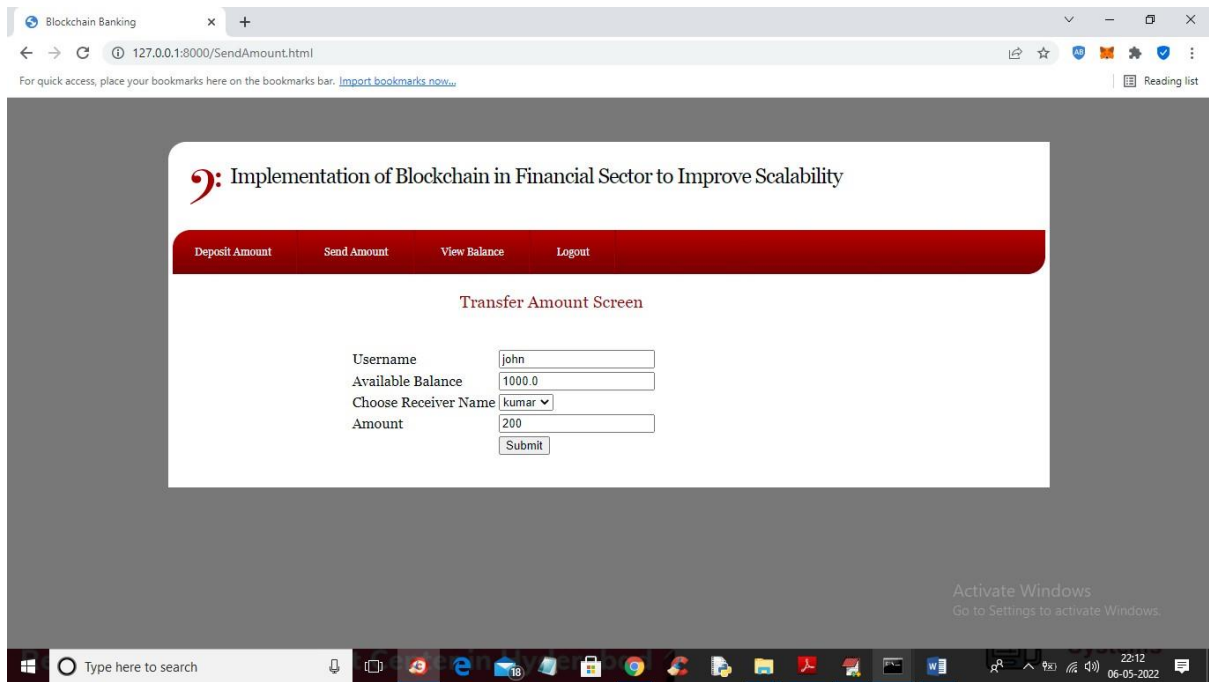 Blockchain Banking
127.0.0.1:8000/SendAmount.html
For quick access, place your bookmarks here on the bookmarks bar. Import bookmarks now...
Reading list
Implementation of Blockchain in Financial Sector to Improve Scalability
Deposit Amount Send Amount View Balance Logout
Transfer Amount Screen
Username john
Available Balance 1000.0
Choose Receiver Name kumar
Amount 200
Submit
Activate Windows
Go to Settings to activate Windows.
Type here to search
18
22:12
06-05-2022